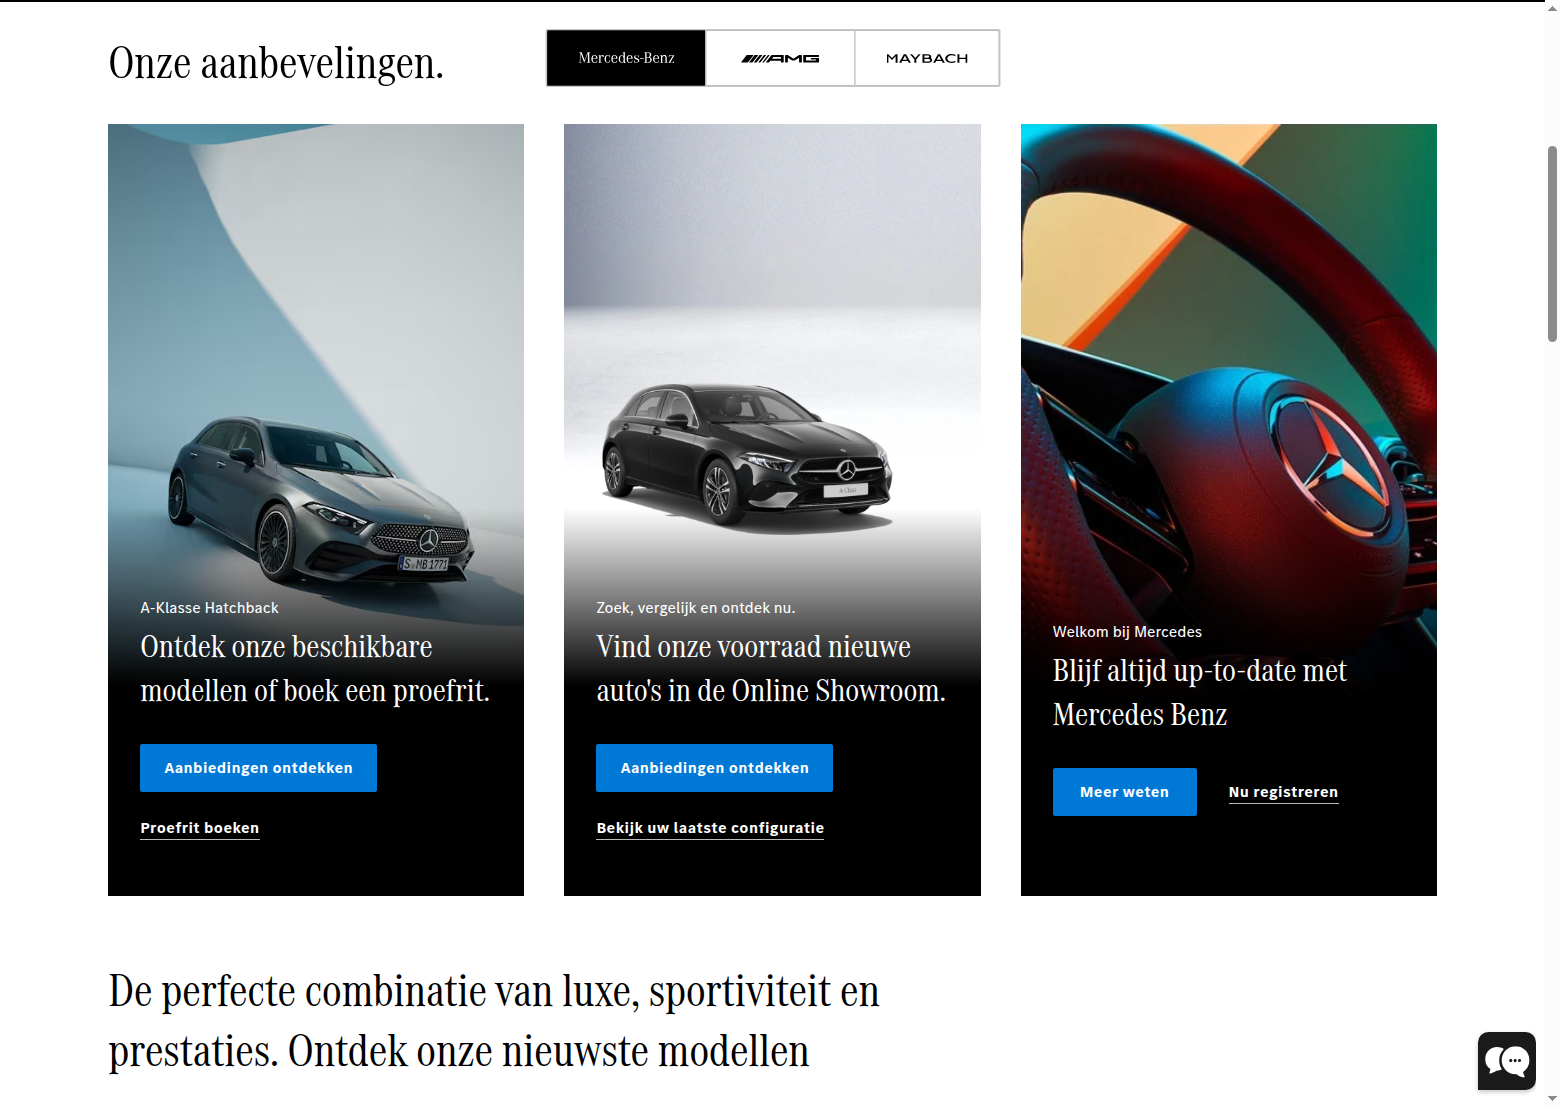 Onze aanbevelingen.
Mercedes-Benz
AMG
MAYBACH
S MB 1771
A-Klasse Hatchback
Ontdek onze beschikbare
modellen of boek een proefrit.
Aanbiedingen ontdekken
Proefrit boeken
A-Class
Zoek, vergelijk en ontdek nu.
Vind onze voorraad nieuwe
auto's in de Online Showroom.
Aanbiedingen ontdekken
Bekijk uw laatste configuratie
Welkom bij Mercedes
Blijf altijd up-to-date met
Mercedes Benz
Meer weten
Nu registreren
De perfecte combinatie van luxe, sportiviteit en
prestaties. Ontdek onze nieuwste modellen